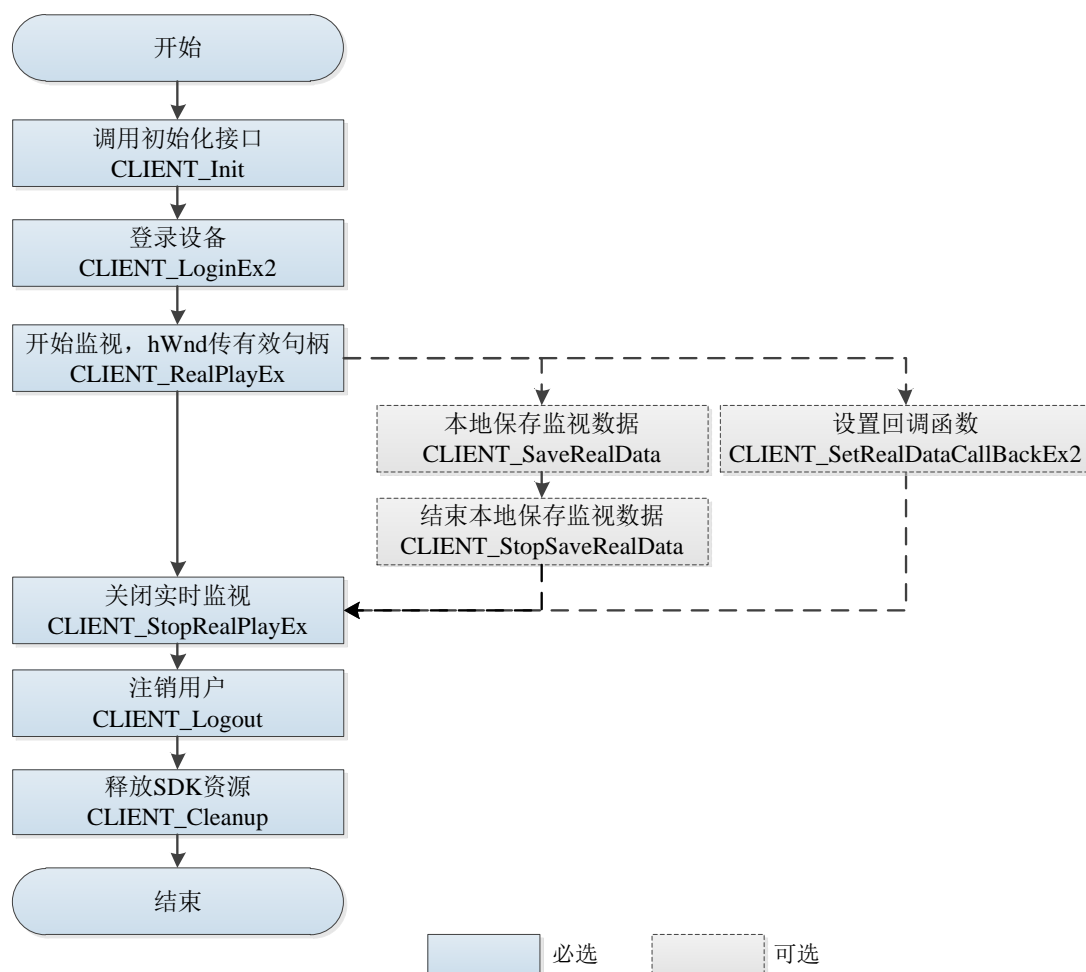 开始
调用初始化接口
CLIENT_Init
登录设备
CLIENT_LoginEx2
开始监视，hWnd传有效句柄
CLIENT_RealPlayEx
本地保存监视数据
CLIENT_SaveRealData
设置回调函数
CLIENT_SetRealDataCallBackEx2
结束本地保存监视数据
CLIENT_StopSaveRealData
关闭实时监视
CLIENT_StopRealPlayEx
注销用户
CLIENT_Logout
释放SDK资源
CLIENT_Cleanup
结束
必选
可选